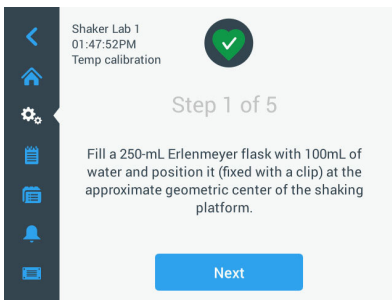 Shaker Lab 1
01:47:52PM
Temp calibration
Step 1 of 5
Fill a 250-mL Erlenmeyer flask with 100mL of
water and position it (fixed with a clip) at the
approximate geometric center of the shaking
platform.
Next